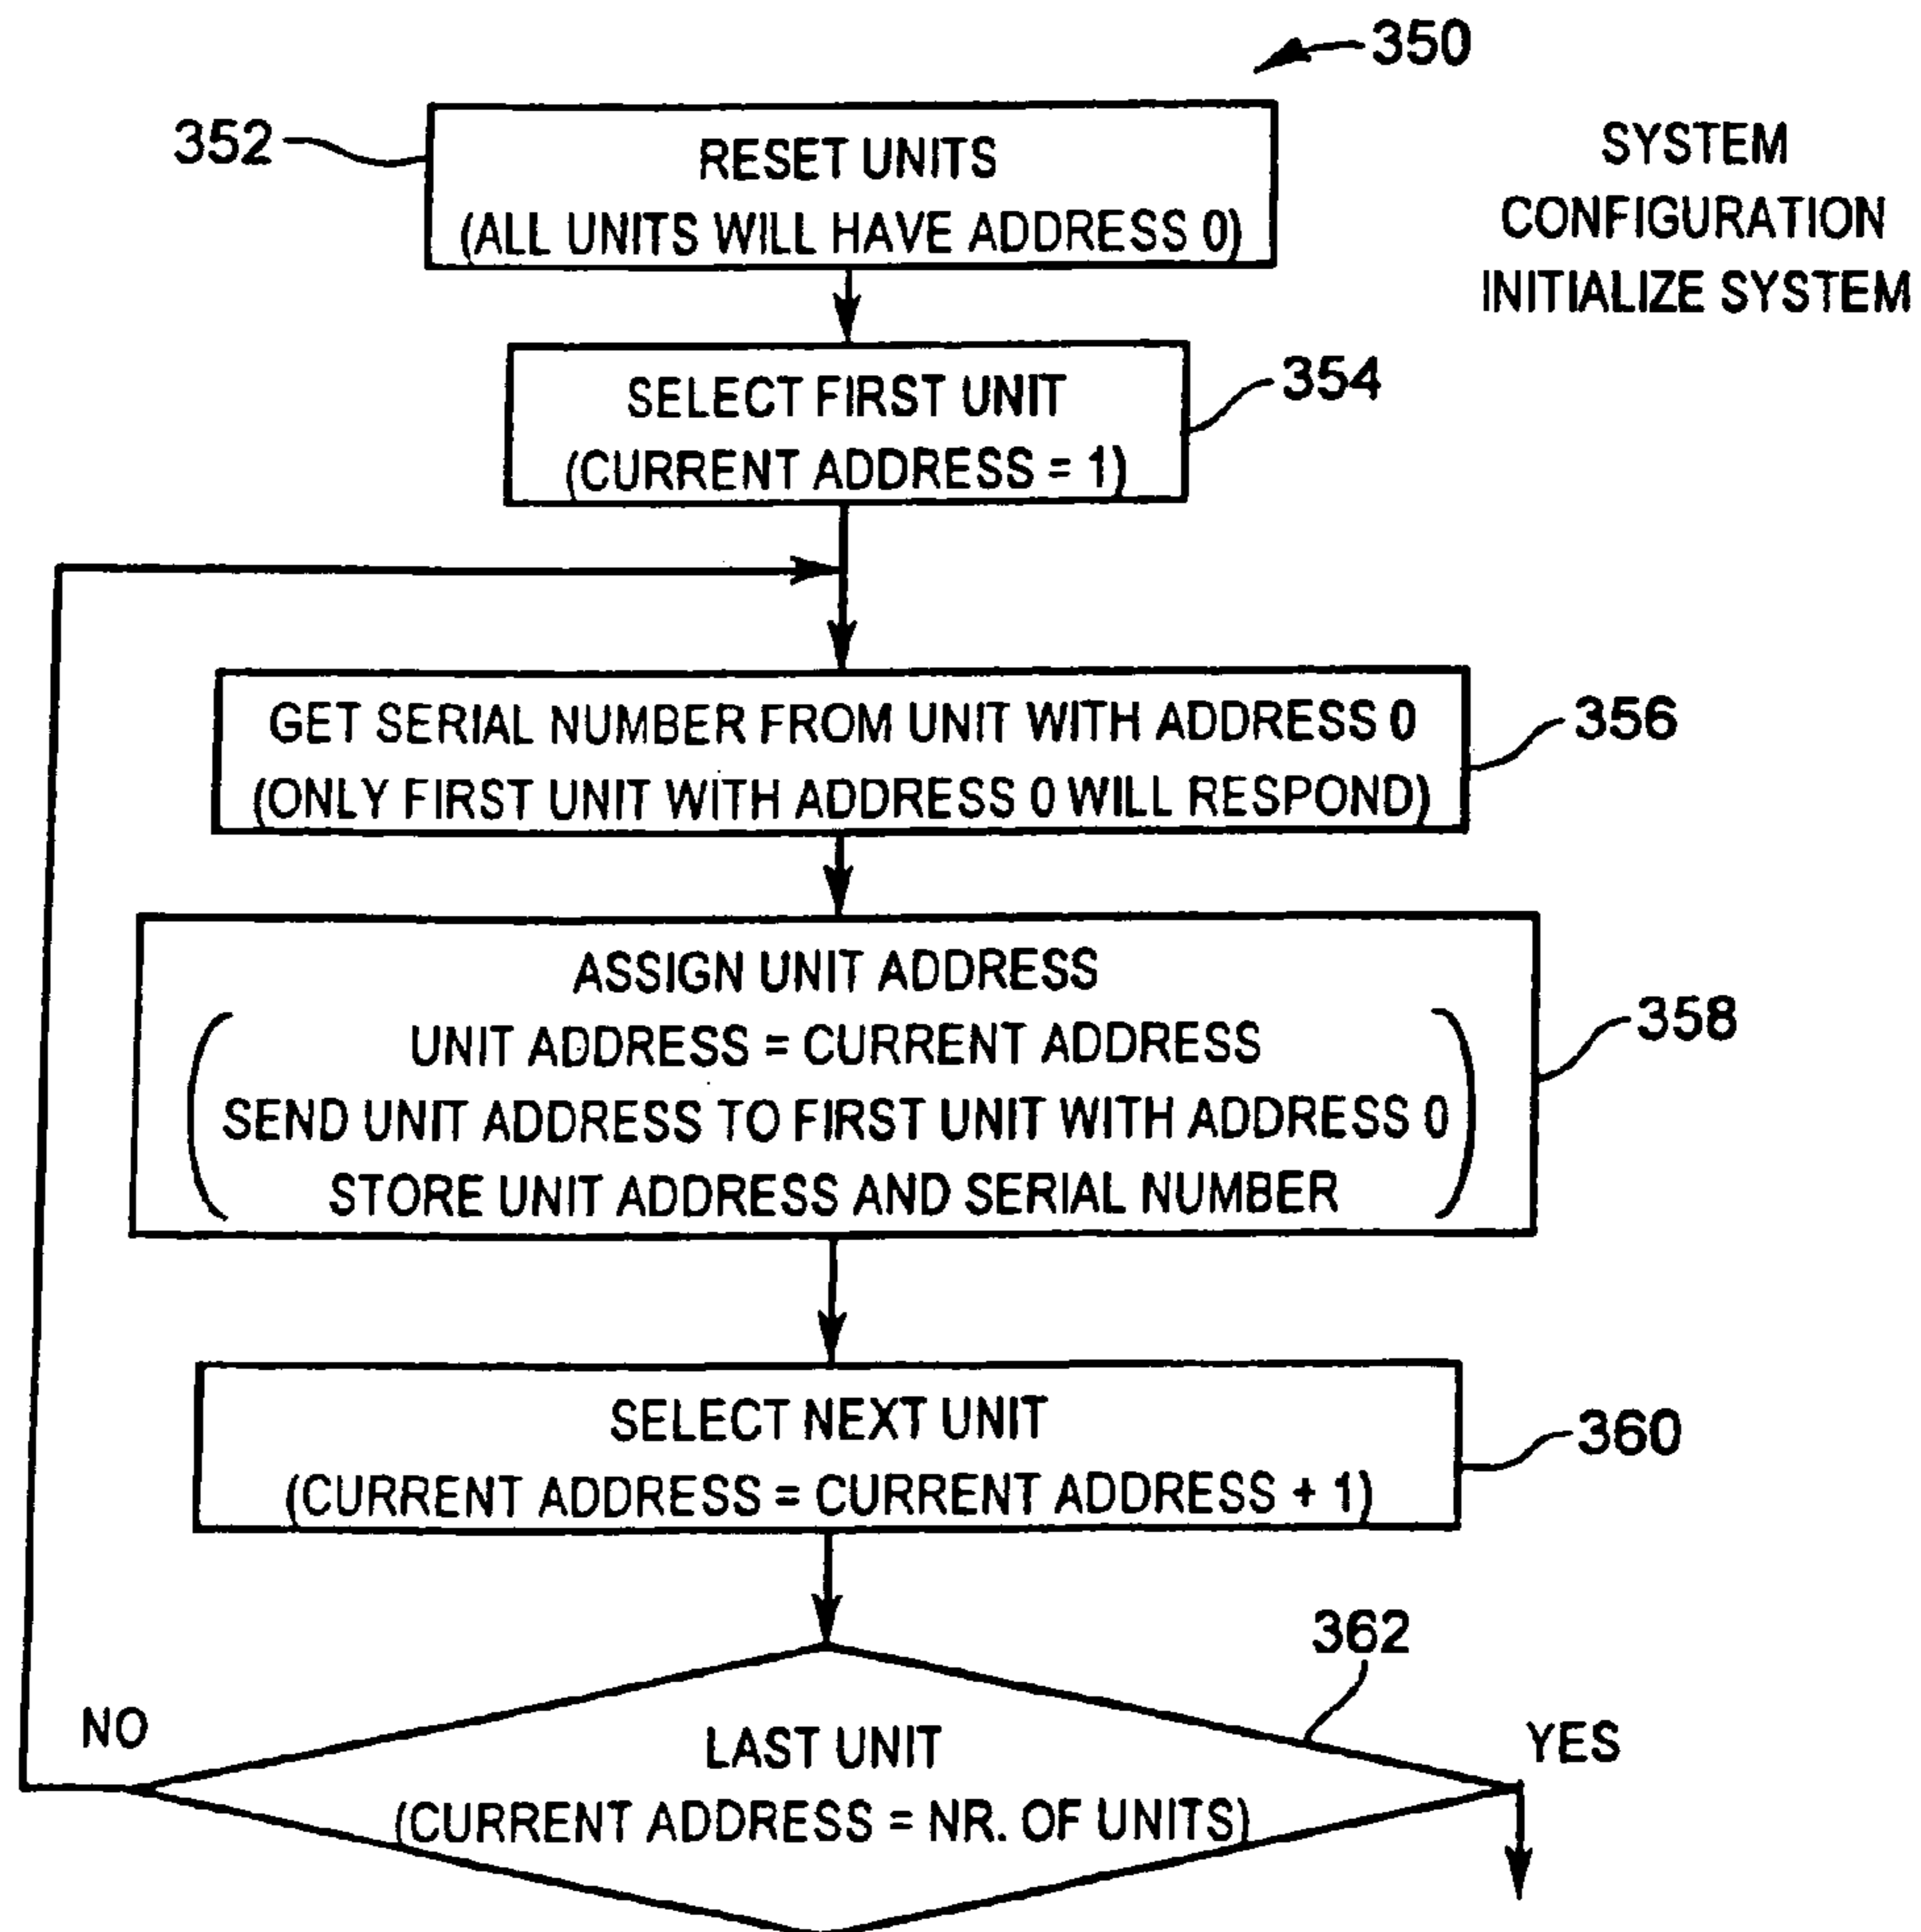 350
352
RESET UNITS
(ALL UNITS WILL HAVE ADDRESS 0)
SYSTEM
CONFIGURATION
INITIALIZE SYSTEM
SELECT FIRST UNIT
(CURRENT ADDRESS = 1)
354
GET SERIAL NUMBER FROM UNIT WITH ADDRESS 0
(ONLY FIRST UNIT WITH ADDRESS 0 WILL RESPOND)
356
ASSIGN UNIT ADDRESS
(UNIT ADDRESS = CURRENT ADDRESS
SEND UNIT ADDRESS TO FIRST UNIT WITH ADDRESS 0
STORE UNIT ADDRESS AND SERIAL NUMBER)
358
SELECT NEXT UNIT
(CURRENT ADDRESS = CURRENT ADDRESS + 1)
360
362
NO
LAST UNIT
(CURRENT ADDRESS = NR. OF UNITS)
YES